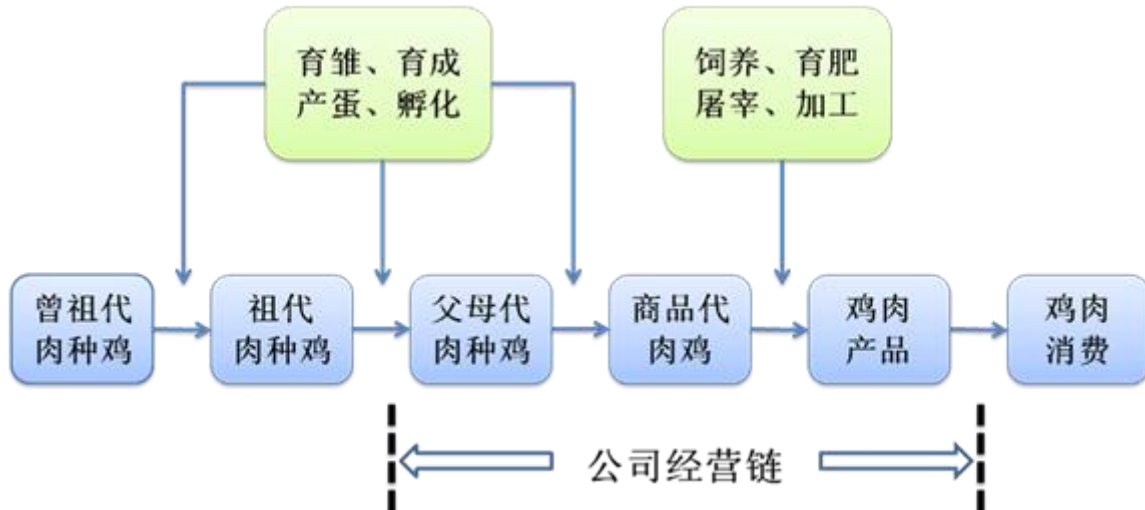 育雏、育成
产蛋、孵化
饲养、育肥
屠宰、加工
曾祖代
肉种鸡
祖代
肉种鸡
父母代
肉种鸡
商品代
肉鸡
鸡肉
产品
鸡肉
消费
公司经营链